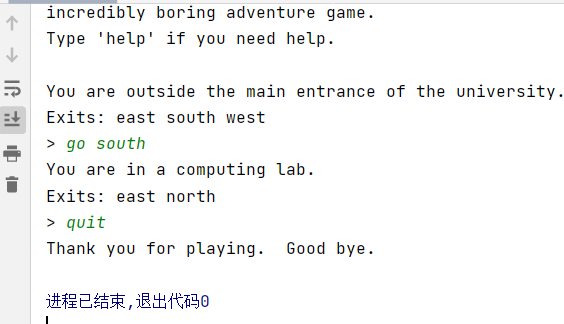 incredibly boring adventure game.
Type 'help' if you need help.
You are outside the main entrance of the university.
Exits: east south west
> go south
You are in a computing lab.
Exits: east north
> quit
Thank you for playing.  Good bye.
进程已结束,退出代码0